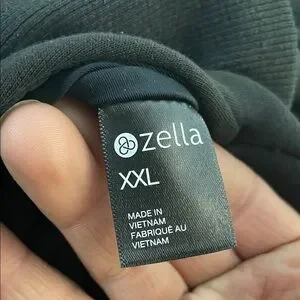 zella
XXL
MADE IN
VIETNAM
FABRIQUÉ AU
VIETNAM